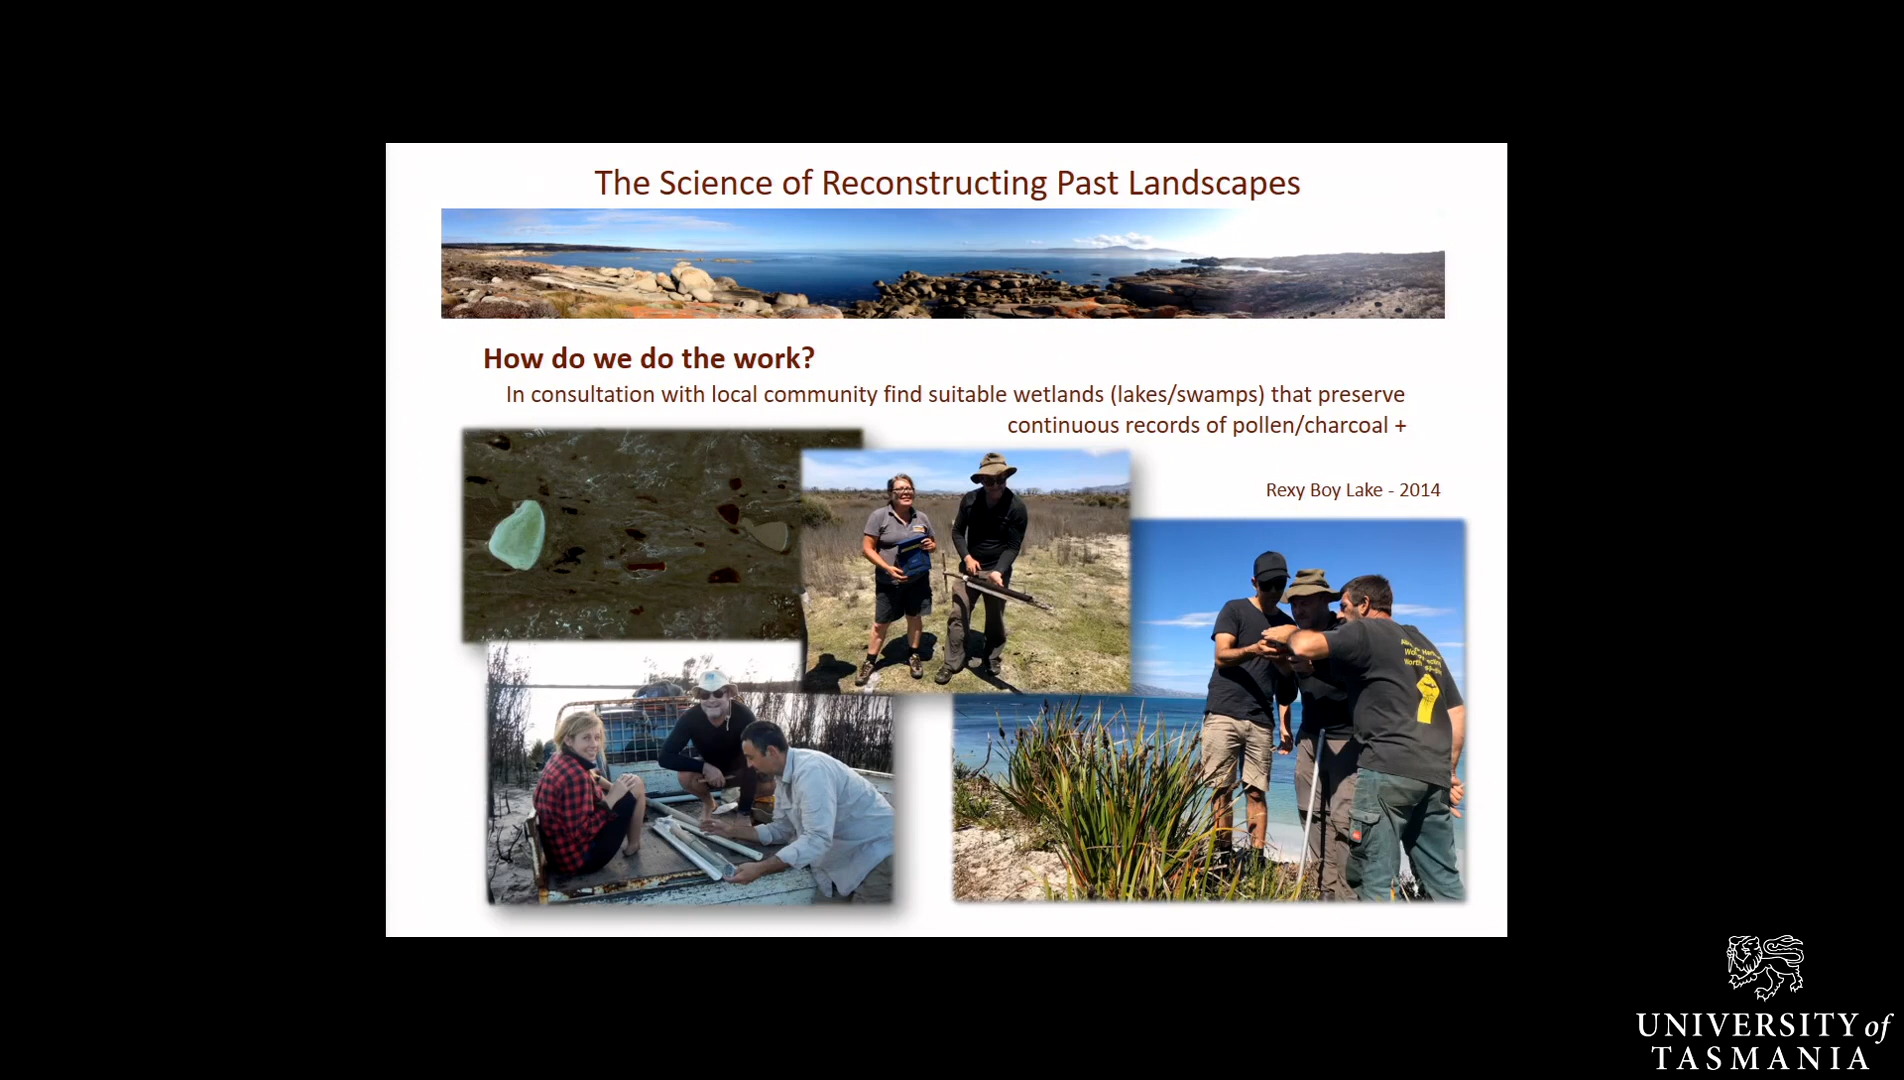 The Science of Reconstructing Past Landscapes
How do we do the work?
In consultation with local community find suitable wetlands (lakes/swamps) that preserve
continuous records of pollen/charcoal +
Rexy Boy Lake - 2014
UNIVERSITY of
TASMANIA